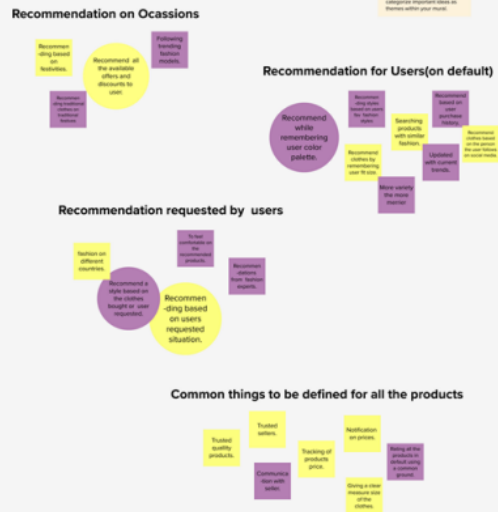 categorize important ideas as
themes within your mural.
Recommendation on Ocassions
Recommen
-ding based
on
festivities.
Recommend all
the available
offers and
discounts to
user.
Following
trending
fashion
models.
Recommen
-ding traditional
clothes on
traditional
festival
Recommendation for Users(on default)
Recommend
while
remembering
user color
palette.
Recommen
-ding styles
based on users
fav fashion
styles
Searching
products
with similar
fashion.
Recommend
based on
user
purchase
history.
Recommend
clothes based
on the person
the user follows
on social media.
Recommend
clothes by
remembering
user fit size.
Updated
with current
trends.
More variety
the more
merrier
Recommendation requested by users
fashion on
different
countries.
To feel
comfortable on
the
recommended
products.
Recommen
-dations
from fashion
experts.
Recommend a
style based on
the clothes
bought or user
requested.
Recommen
-ding based
on users
requested
situation.
Common things to be defined for all the products
Trusted
quality
products.
Trusted
sellers.
Communica
-tion with
seller.
Tracking of
products
price.
Notification
on prices.
Rating all the
products in
default using
a common
ground.
Giving a clear
measure size
of the
clothes